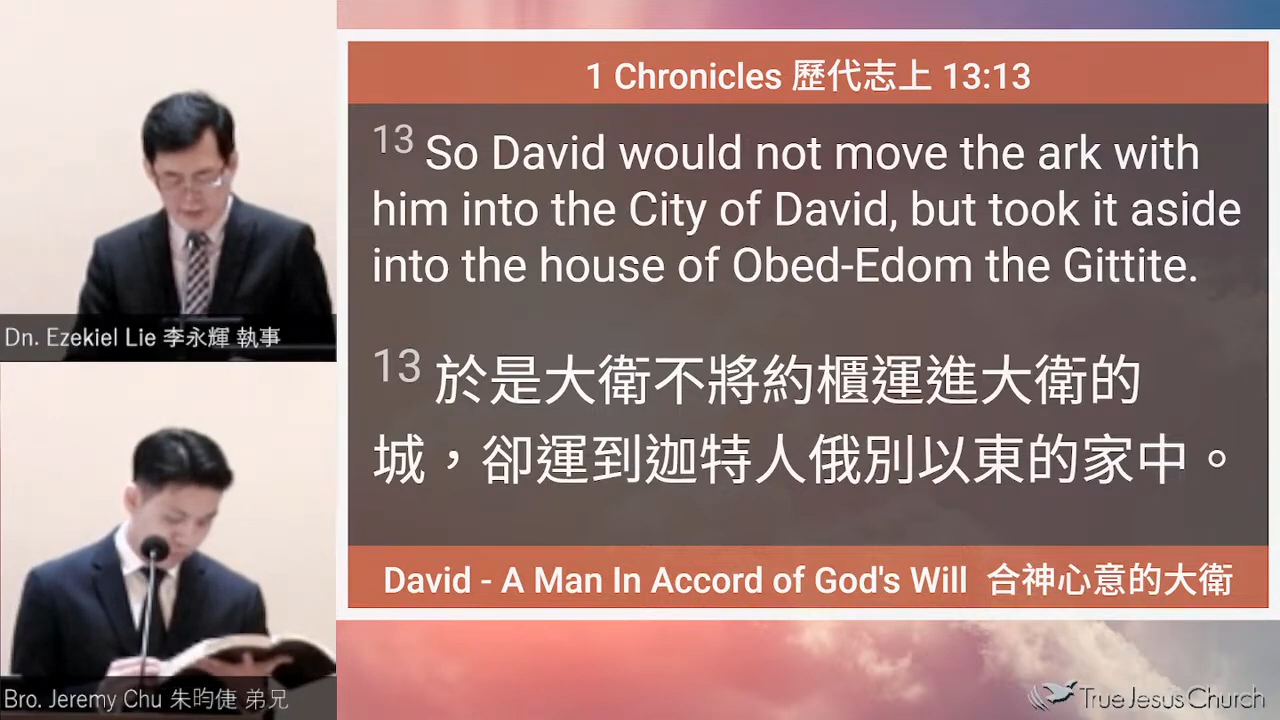 1 Chronicles 歷代志上 13:13
13 So David would not move the ark with
him into the City of David, but took it aside
into the house of Obed-Edom the Gittite.
13 於是大衛不將約櫃運進大衛的
城，卻運到迦特人俄別以東的家中。
David - A Man In Accord of God's Will 合神心意的大衛
Dn. Ezekiel Lie 李永輝 執事
Bro. Jeremy Chu 朱昀倢 弟兄
True Jesus Church